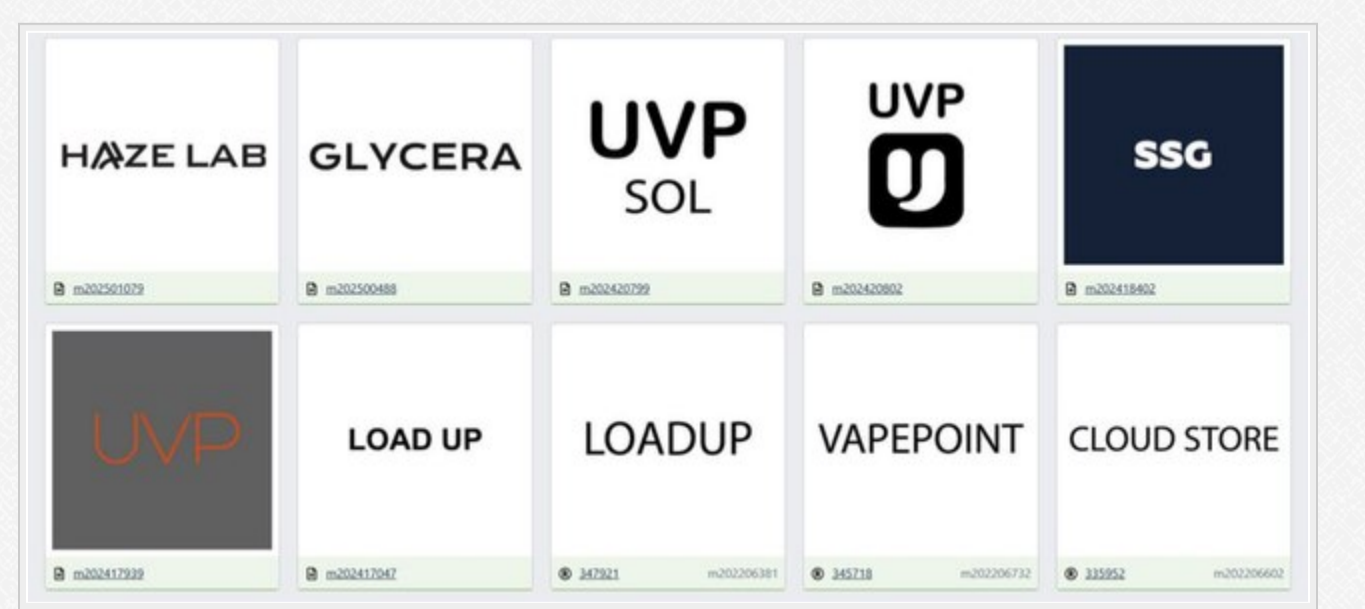 HAZE LAB
GLYCERA
UVP
SOL
UVP
SSG
m202501079
m202500488
m202420799
m202420802
m202418402
UVP
LOAD UP
LOADUP
VAPEPOINT
CLOUD STORE
m202417939
m202417047
347921 m202206381
345718 m202206732
335952 m202206602